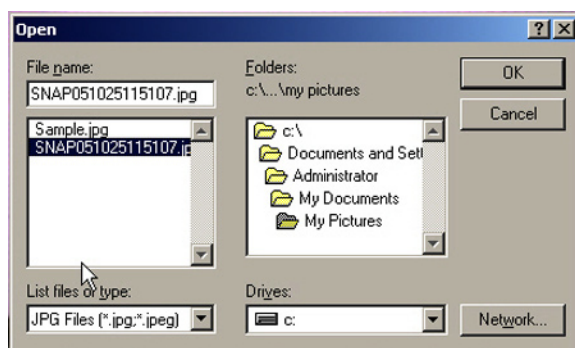 Open
File name:
SNAP051025115107.jpg
Sample.jpg
SNAP051025115107.jp
List files of type:
JPG Files (*.jpg;*.jpeg)
Folders:
c:\...\my pictures
c:\
Documents and Sett
Administrator
My Documents
My Pictures
Drives:
c:
OK
Cancel
Network...